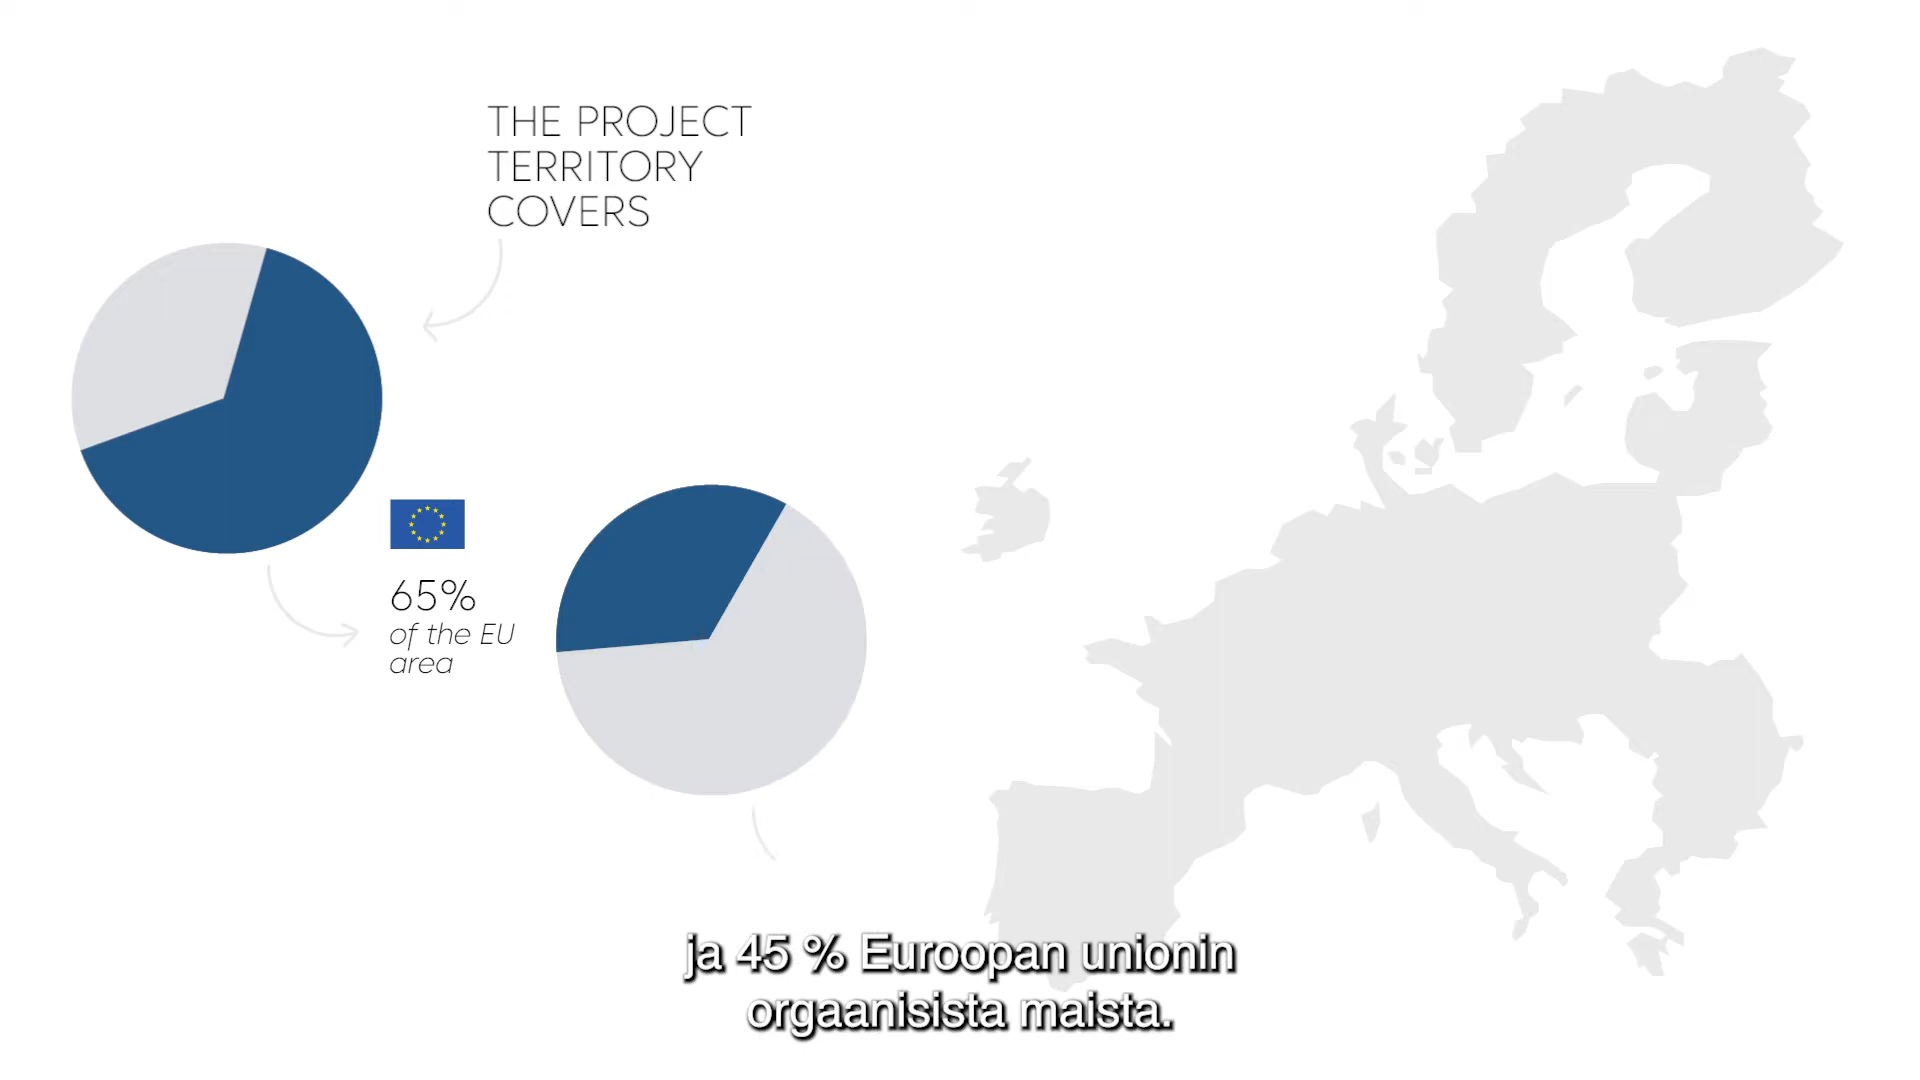 THE PROJECT
TERRITORY
COVERS
65%
of the EU
area
ja 45 % Euroopan unionin
orgaanisista maista.